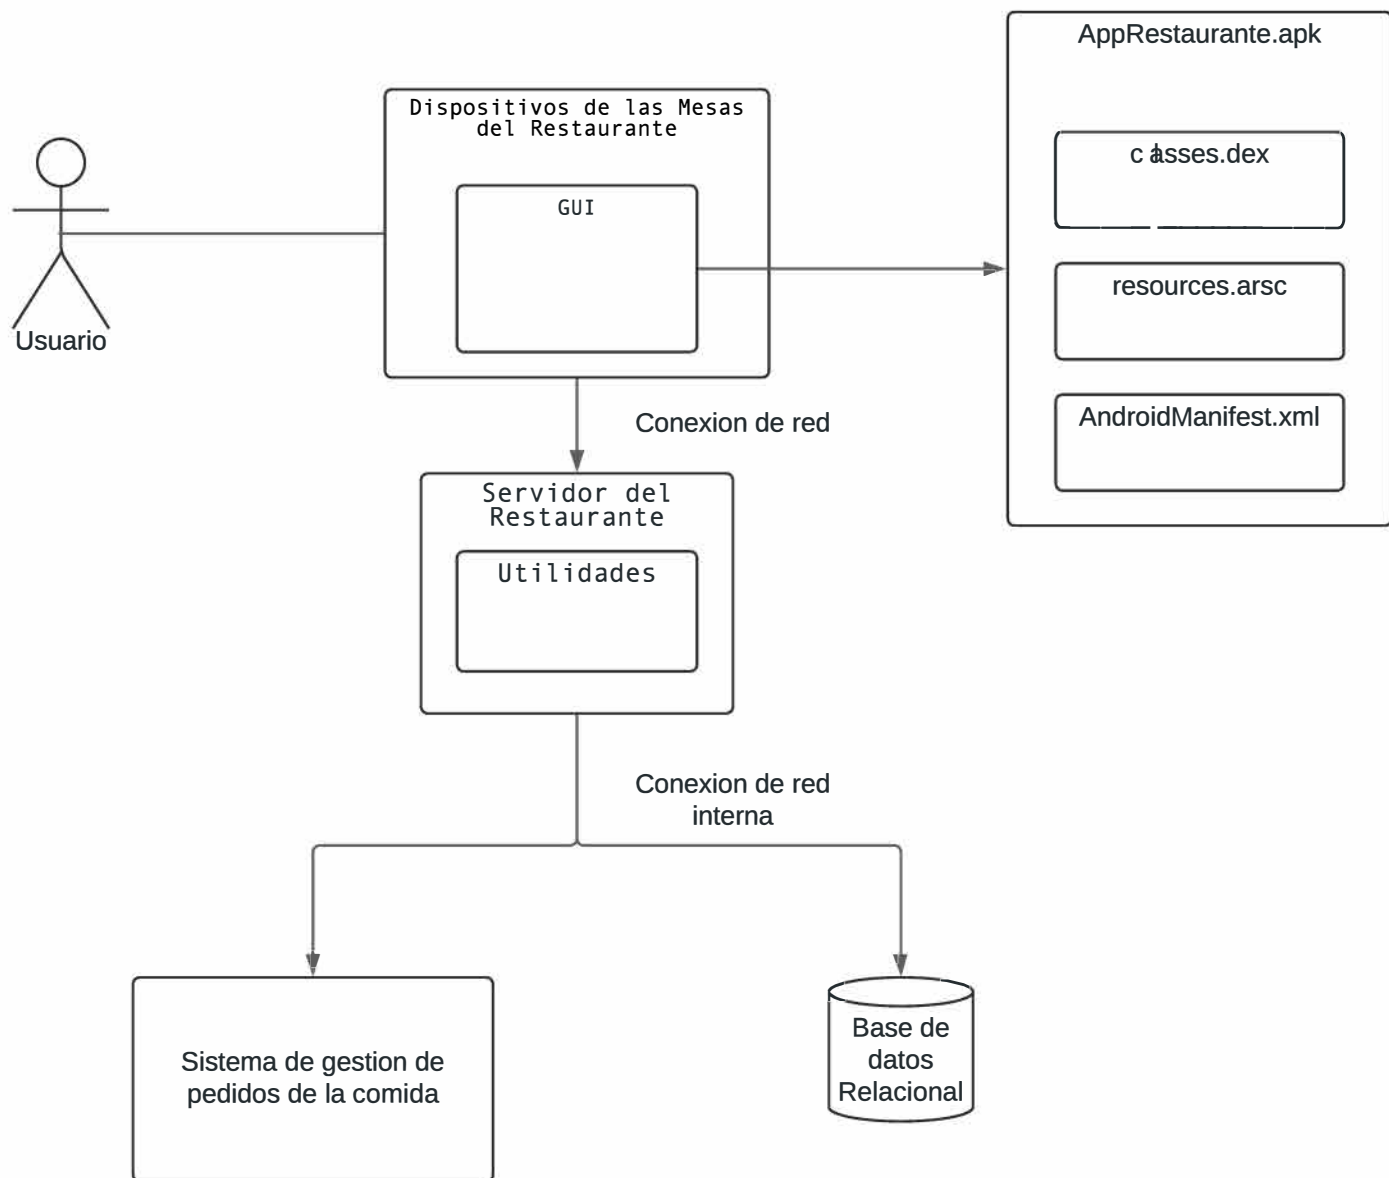 AppRestaurante.apk
Dispositivos de las Mesas
del Restaurante
GUI
classes.dex
resources.arsc
AndroidManifest.xml
Usuario
Conexion de red
Servidor del
Restaurante
Utilidades
Conexion de red
interna
Sistema de gestion de
pedidos de la comida
Base de
datos
Relacional